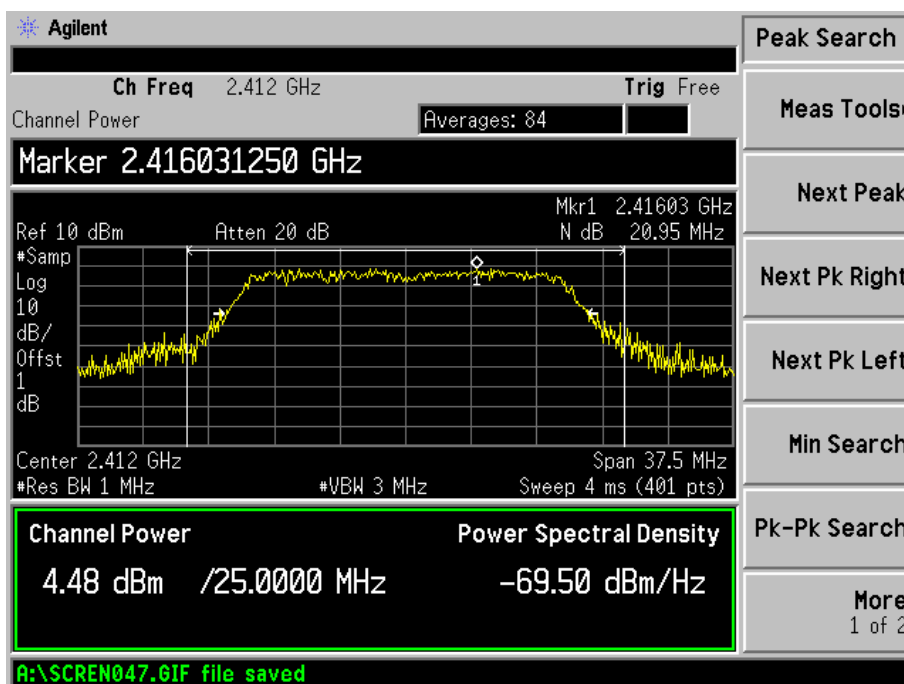 Agilent
Peak Search
Ch Freq 2.412 GHz Trig Free
Channel Power Averages: 84
Meas Tools
Marker 2.416031250 GHz
Next Peak
Mkr1 2.41603 GHz
Ref 10 dBm Atten 20 dB N dB 20.95 MHz
#Samp
Log
10
dB/
Offst
1
dB
1
Next Pk Right
Next Pk Left
Min Search
Center 2.412 GHz Span 37.5 MHz
#Res BW 1 MHz #VBW 3 MHz Sweep 4 ms (401 pts)
Pk-Pk Search
Channel Power Power Spectral Density
4.48 dBm /25.0000 MHz -69.50 dBm/Hz
More
1 of 2
A:\SCREN047.GIF file saved